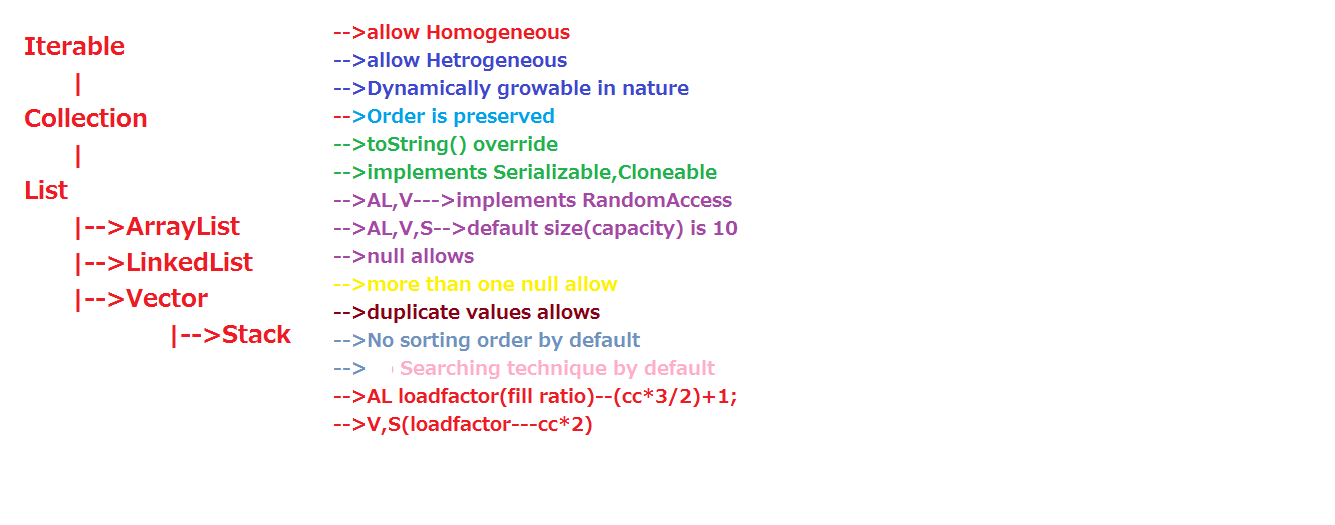 Iterable
|
Collection
|
List
|-->ArrayList
|-->LinkedList
|-->Vector
|-->Stack
-->allow Homogeneous
-->allow Hetrogeneous
-->Dynamically growable in nature
-->Order is preserved
-->toString() override
-->implements Serializable,Cloneable
-->AL,V--->implements RandomAccess
-->AL,V,S-->default size(capacity) is 10
-->null allows
-->more than one null allow
-->duplicate values allows
-->No sorting order by default
--> Searching technique by default
-->AL loadfactor(fill ratio)--(cc*3/2)+1;
-->V,S(loadfactor---cc*2)